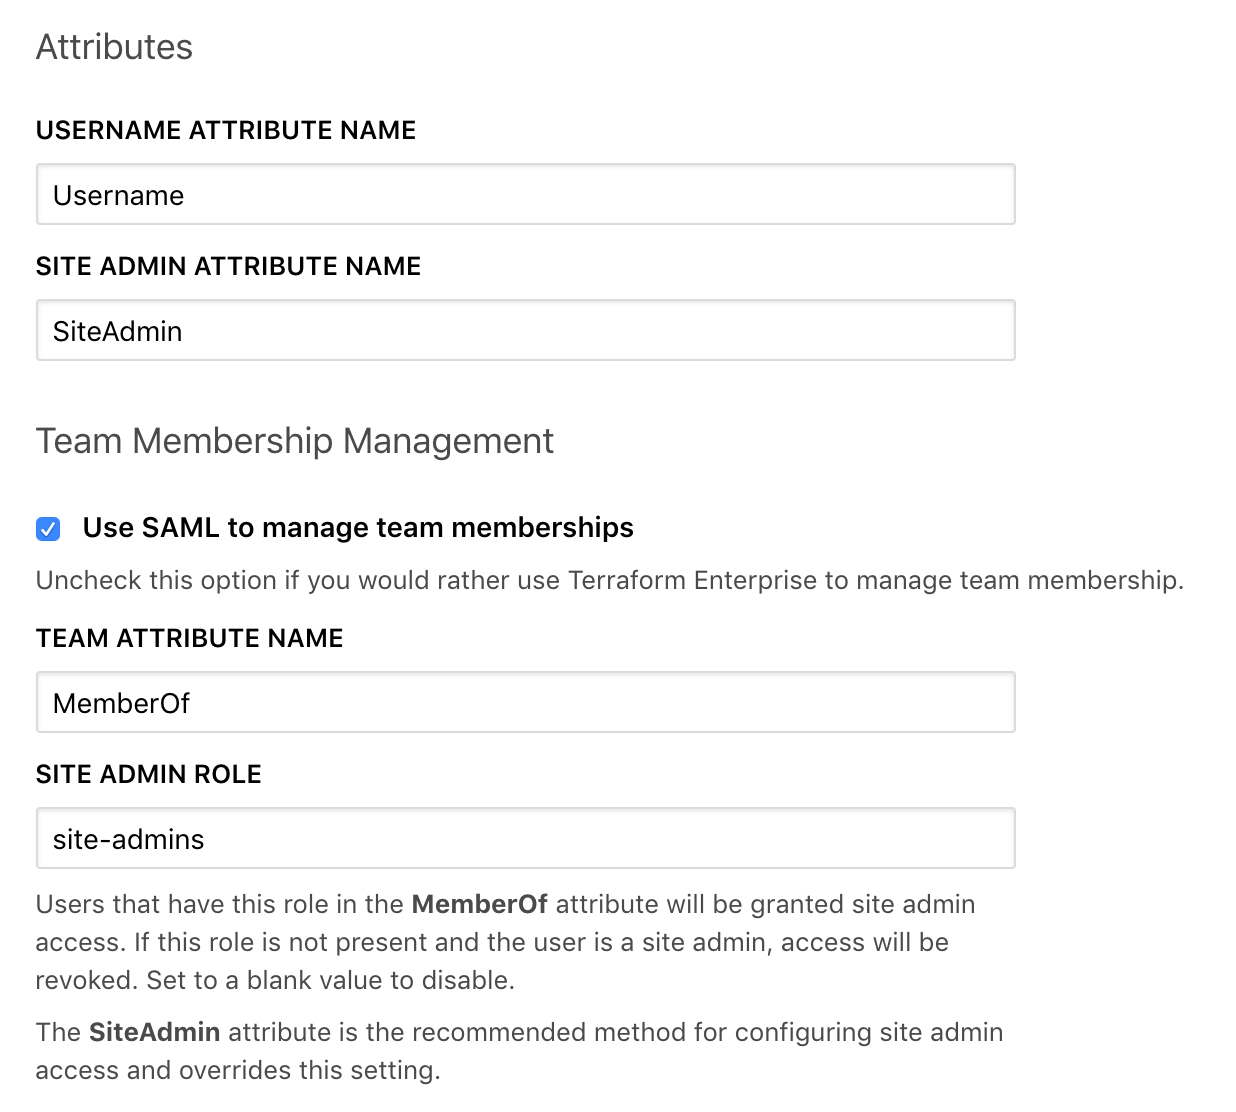 Attributes
USERNAME ATTRIBUTE NAME
Username
SITE ADMIN ATTRIBUTE NAME
SiteAdmin
Team Membership Management
Use SAML to manage team memberships
Uncheck this option if you would rather use Terraform Enterprise to manage team membership.
TEAM ATTRIBUTE NAME
MemberOf
SITE ADMIN ROLE
site-admins
Users that have this role in the MemberOf attribute will be granted site admin
access. If this role is not present and the user is a site admin, access will be
revoked. Set to a blank value to disable.
The SiteAdmin attribute is the recommended method for configuring site admin
access and overrides this setting.